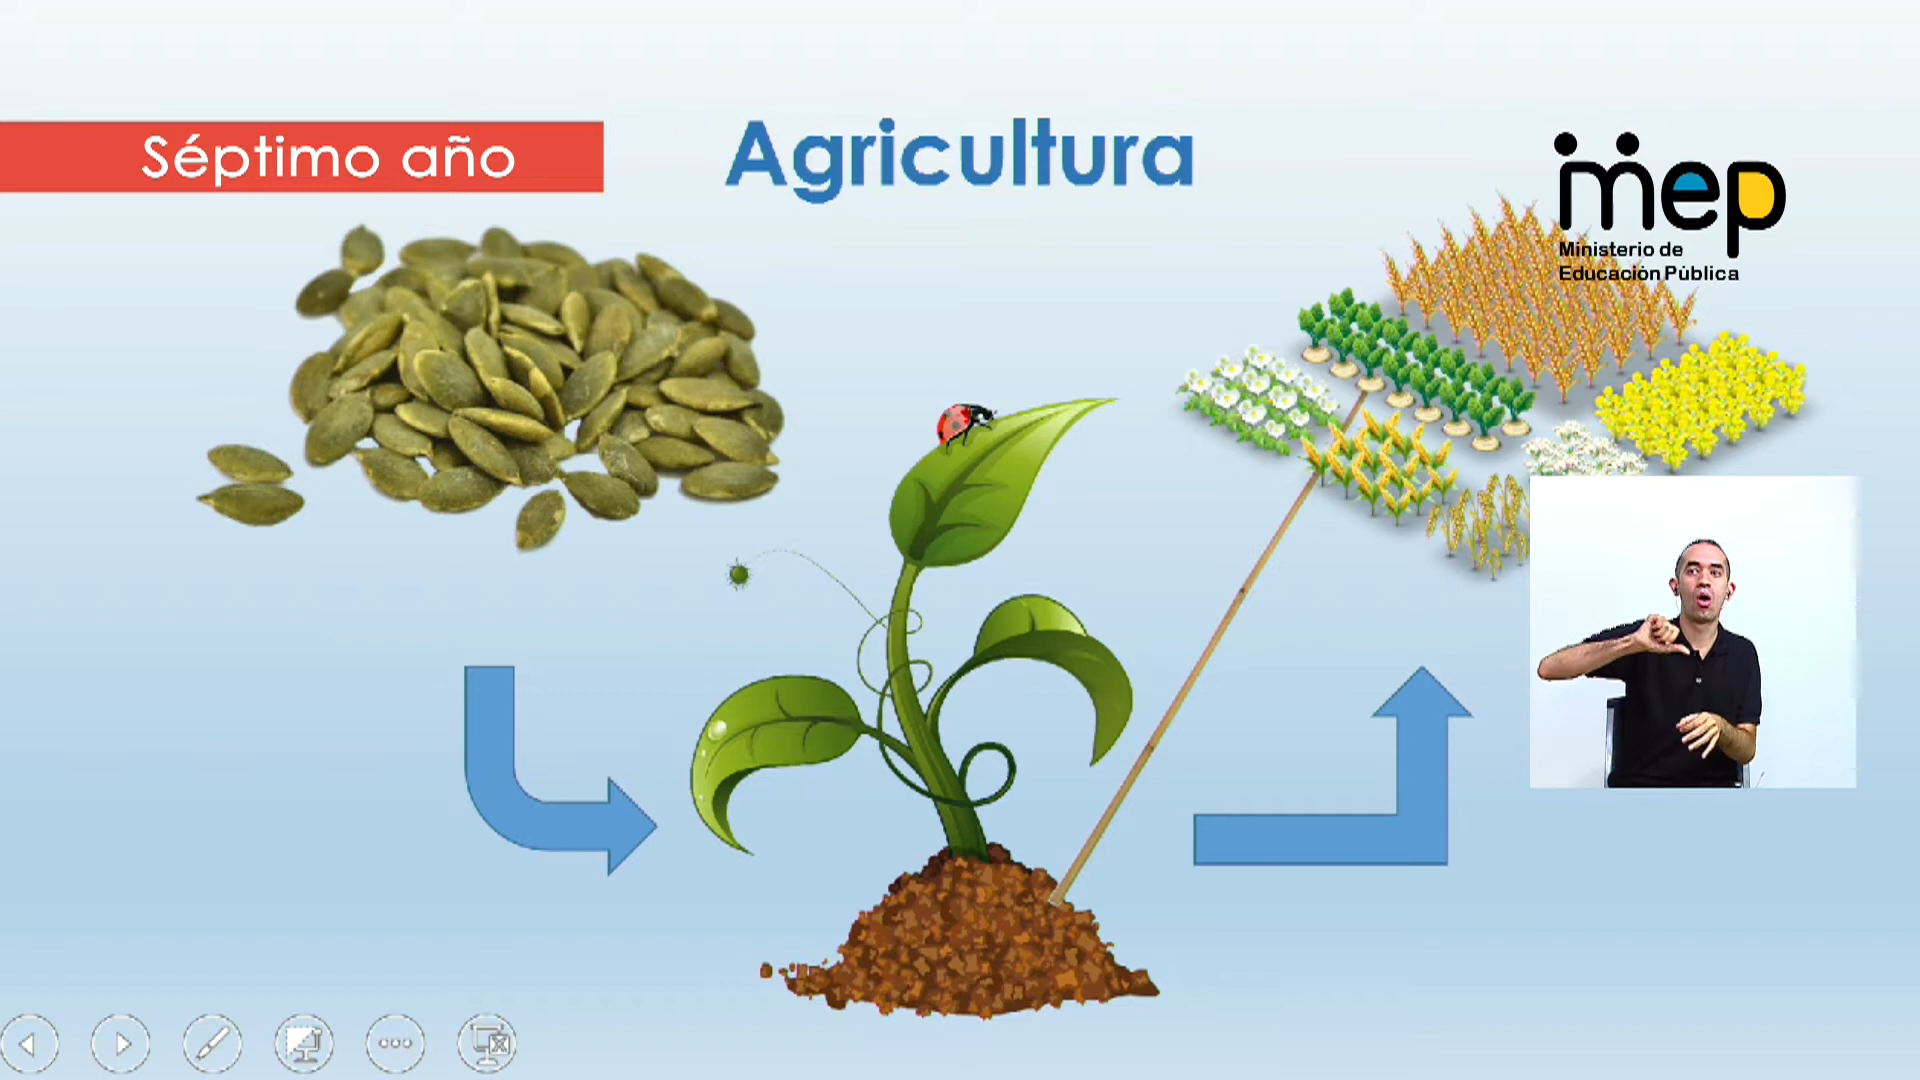 Séptimo año
Agricultura
mep
Ministerio de
Educación Pública